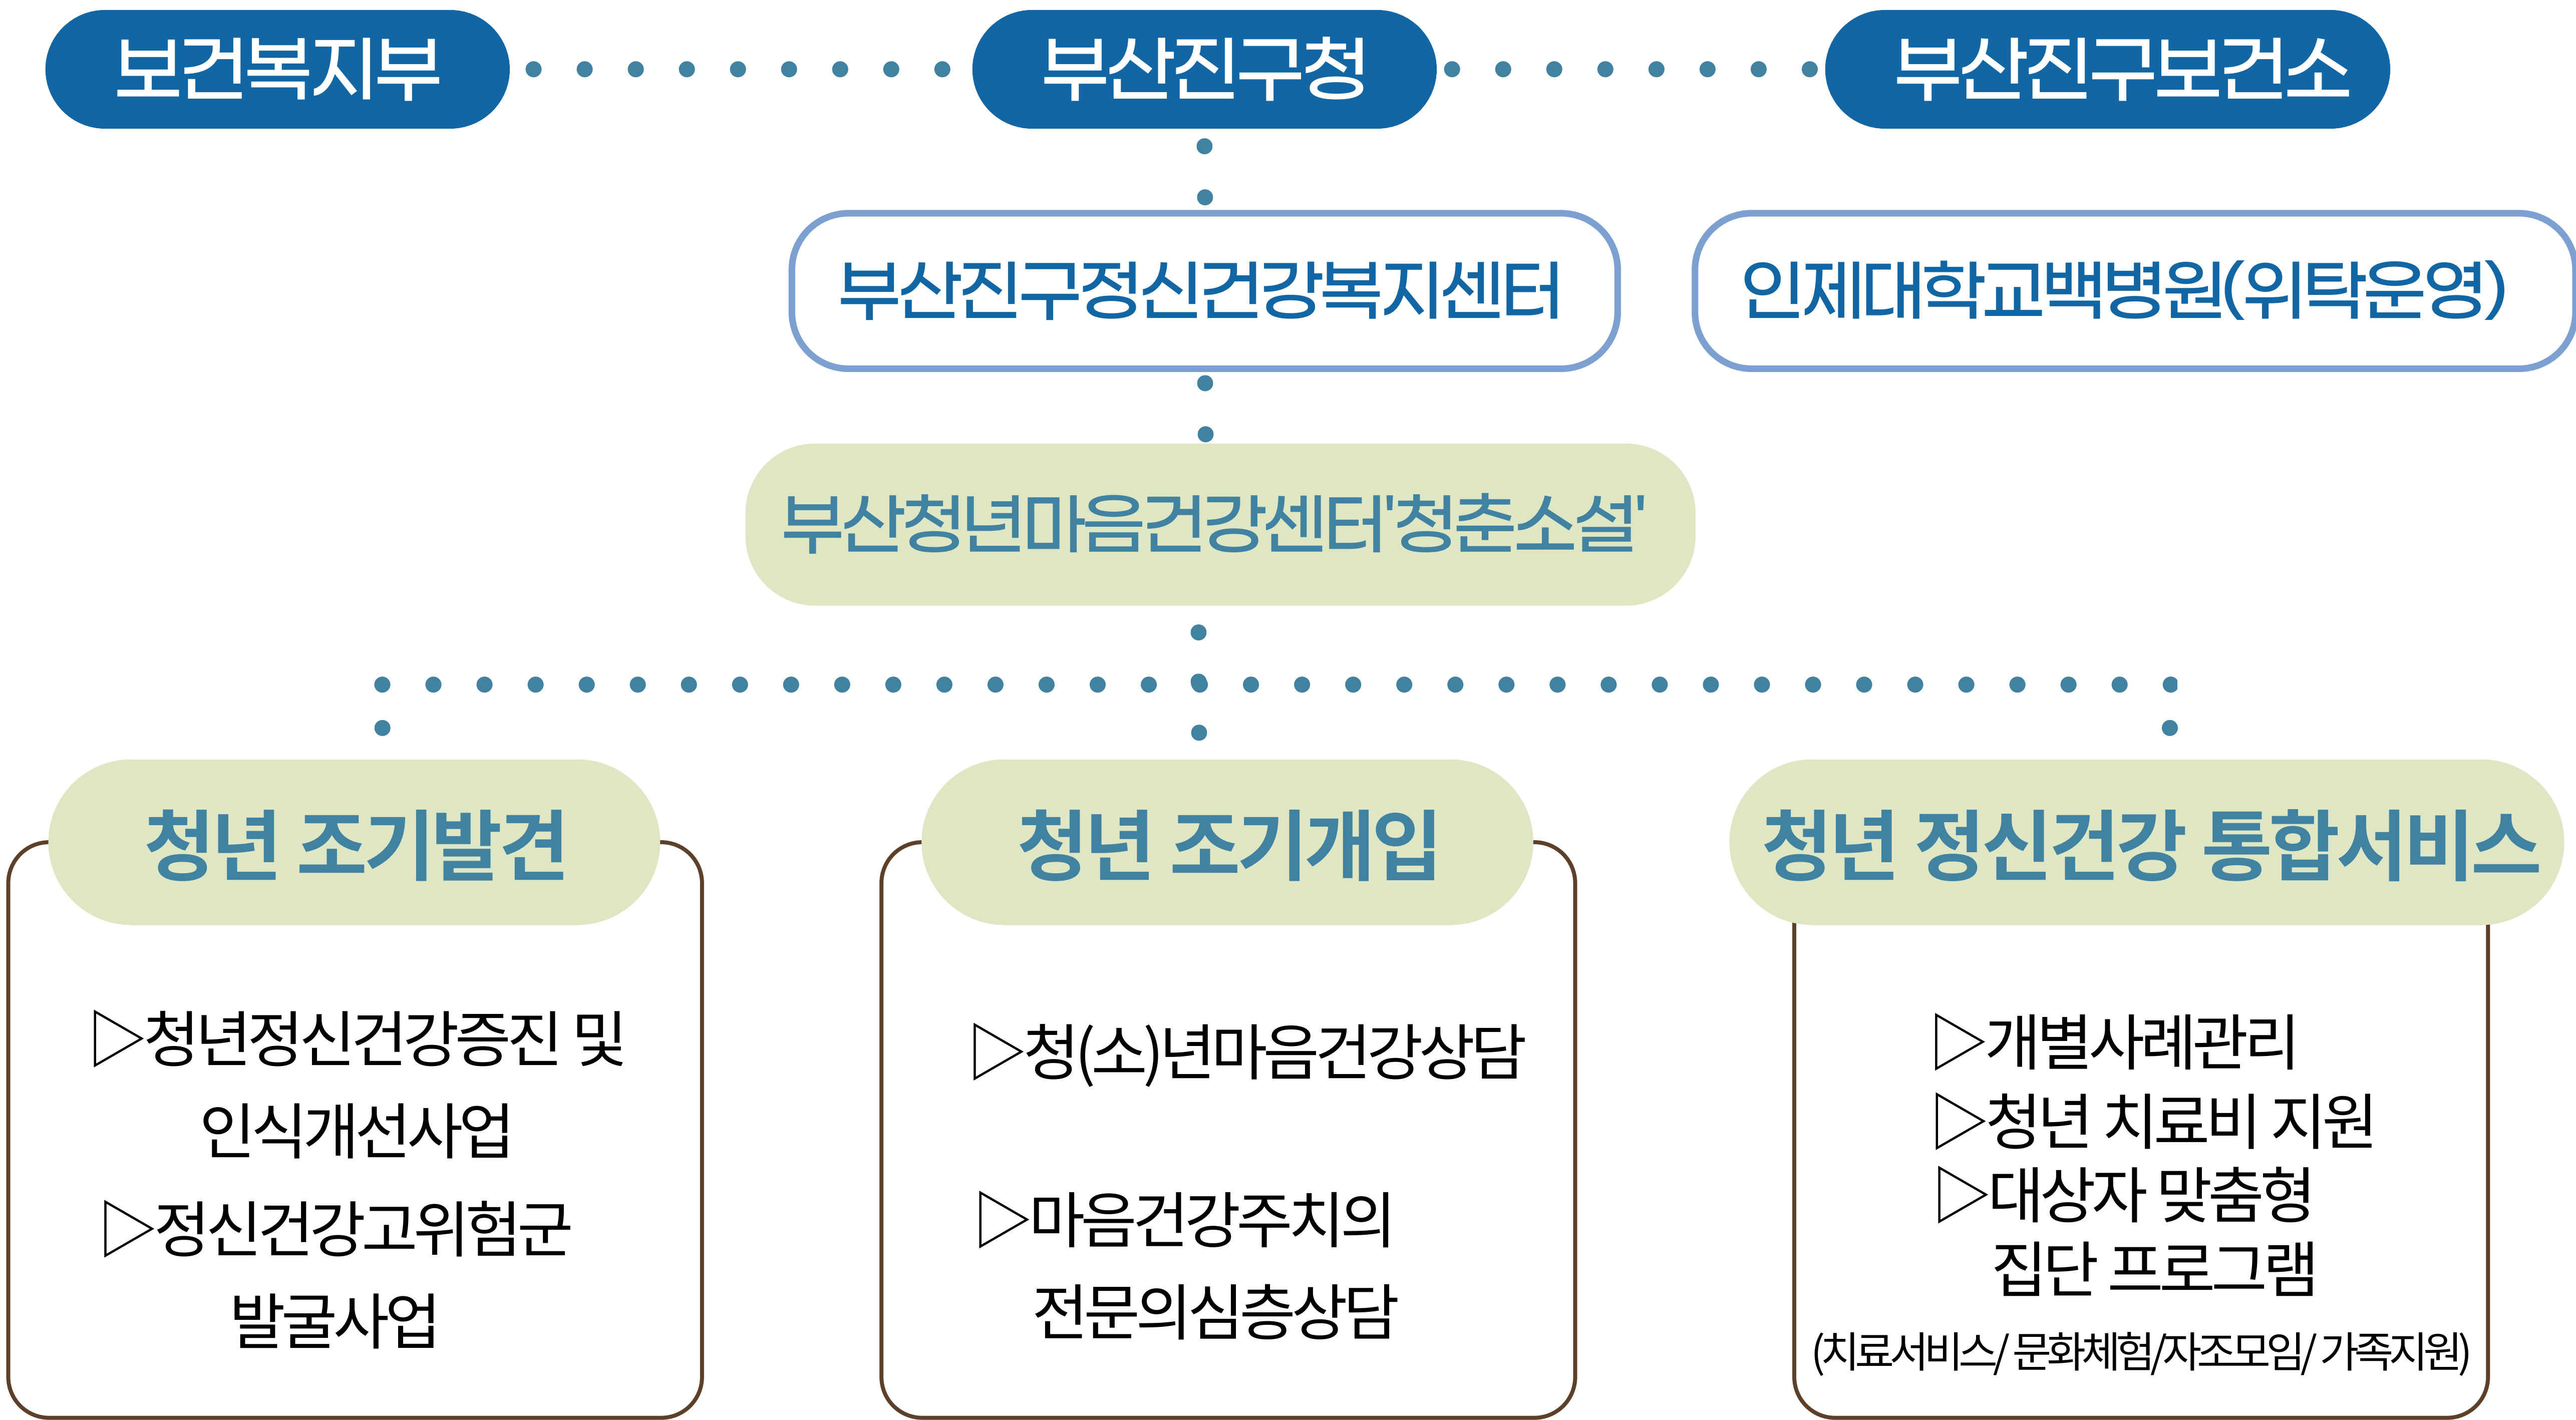 보건복지부
부산진구청
부산진구보건소
부산진구정신건강복지센터
인제대학교백병원(위탁운영)
부산청년마음건강센터'청춘소설'
청년 조기발견
▷청년정신건강증진 및
인식개선사업
▷정신건강고위험군
발굴사업
청년 조기개입
▷청(소)년마음건강상담
▷마음건강주치의
전문의심층상담
청년 정신건강 통합서비스
▷개별사례관리
▷청년 치료비 지원
▷대상자 맞춤형
집단 프로그램
(치료서비스/ 문화체험/자조모임/ 가족지원)